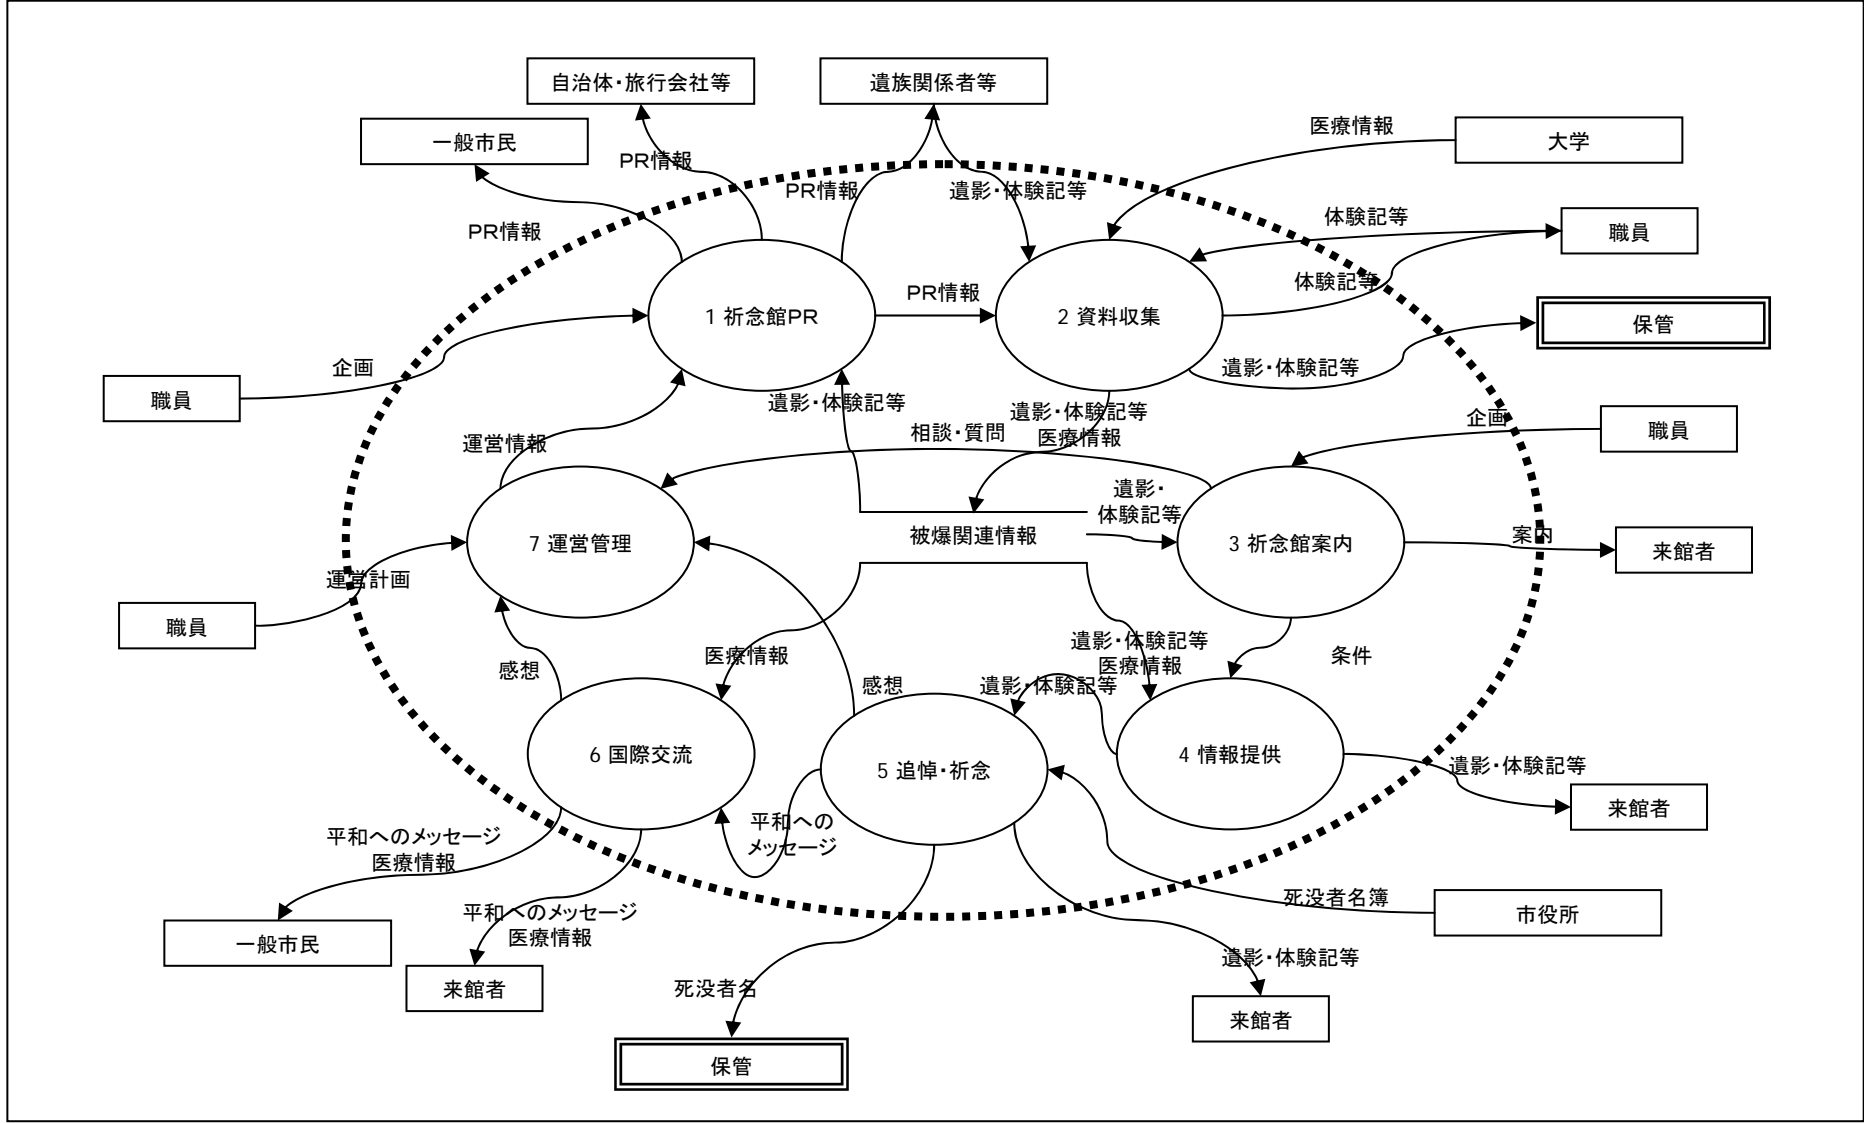 自治体・旅行会社等
遺族関係者等
一般市民
医療情報
大学
PR情報
PR情報
遺影・体験記等
PR情報
体験記等
職員
体験記等
PR情報
1 祈念館PR
2 資料収集
保管
企画
遺影・体験記等
職員
遺影・体験記等
遺影・体験記等
医療情報
企画
職員
運営情報
相談・質問
遺影・
体験記等
7 運営管理
被爆関連情報
3 祈念館案内
案内
来館者
運営計画
職員
感想
医療情報
遺影・体験記等
医療情報
条件
感想
遺影・体験記等
6 国際交流
5 追悼・祈念
4 情報提供
遺影・体験記等
来館者
平和への
メッセージ
平和へのメッセージ
医療情報
死没者名簿
市役所
一般市民
平和へのメッセージ
医療情報
来館者
死没者名
遺影・体験記等
来館者
保管